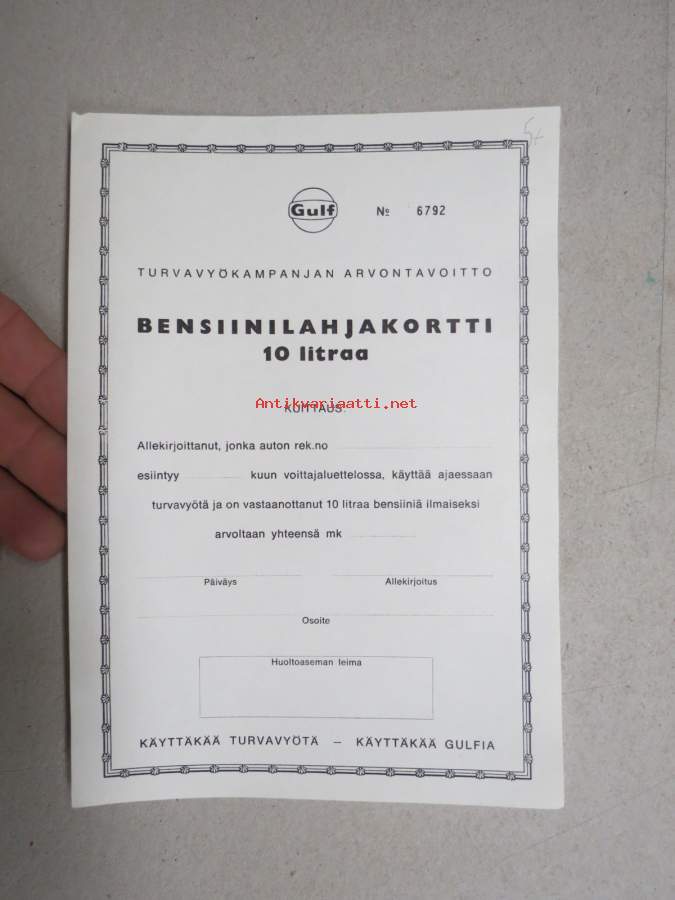 5,-
Gulf № 6792
TURVAVYÖKAMPANJAN ARVONTAVOITTO
BENSIINILAHJAKORTTI
10 litraa
Antikvariaatti.net
KUITTAUS:
Allekirjoittanut, jonka auton rek.no
esiintyy kuun voittajaluettelossa, käyttää ajaessaan
turvavyötä ja on vastaanottanut 10 litraa bensiiniä ilmaiseksi
arvoltaan yhteensä mk
Päiväys Allekirjoitus
Osoite
Huoltoaseman leima
KÄYTTÄKÄÄ TURVAVYÖTÄ — KÄYTTÄKÄÄ GULFIA